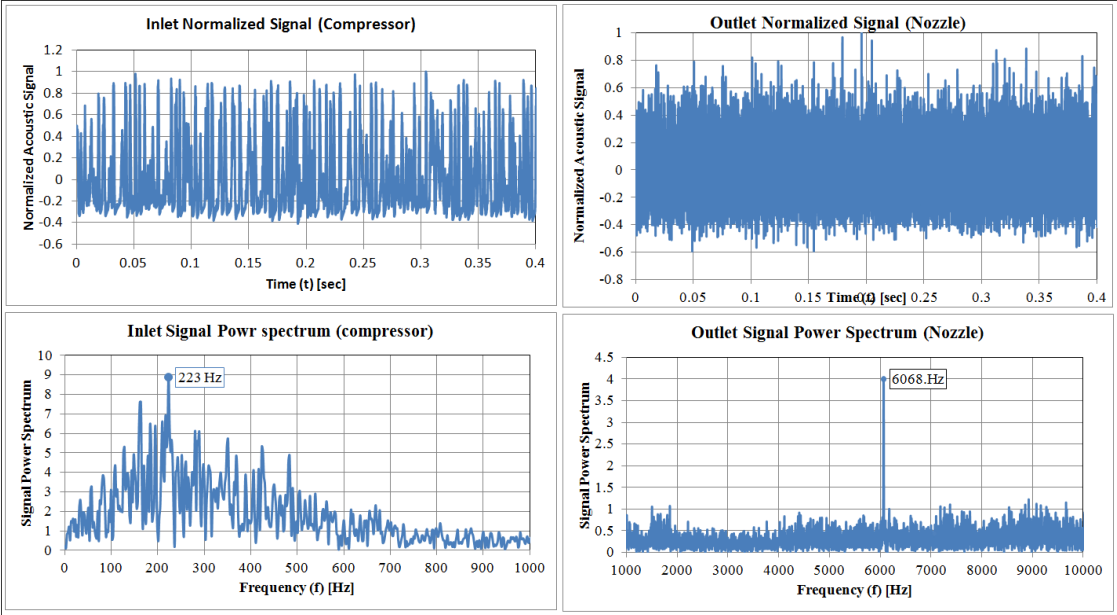 Inlet Normalized Signal (Compressor)
Normalized Acoustic Signal
1.2
1
0.8
0.6
0.4
0.2
0
-0.2
-0.4
-0.6
0 0.05 0.1 0.15 0.2 0.25 0.3 0.35 0.4
Time (t) [sec]
Outlet Normalized Signal (Nozzle)
Normalized Acoustic Signal
1
0.8
0.6
0.4
0.2
0
-0.2
-0.4
-0.6
-0.8
0 0.05 0.1 0.15 0.2 0.25 0.3 0.35 0.4
Time (t) [sec]
Inlet Signal Powr spectrum (compressor)
Signal Power Spectrum
10
9
8
7
6
5
4
3
2
1
0
223 Hz
0 100 200 300 400 500 600 700 800 900 1000
Frequency (f) [Hz]
Outlet Signal Power Spectrum (Nozzle)
Signal Power Spectrum
4.5
4
3.5
3
2.5
2
1.5
1
0.5
0
6068.Hz
1000 2000 3000 4000 5000 6000 7000 8000 9000 10000
Frequency (f) [Hz]